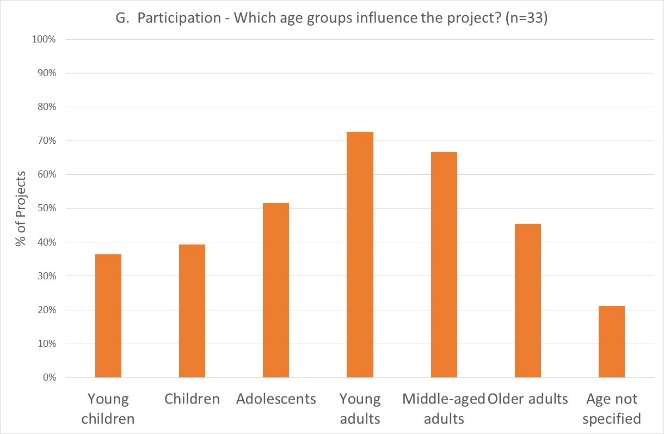 G. Participation - Which age groups influence the project? (n=33)
100%
90%
80%
70%
60%
50%
40%
30%
20%
10%
0%
% of Projects
Young children
Children
Adolescents
Young adults
Middle-aged adults
Older adults
Age not specified